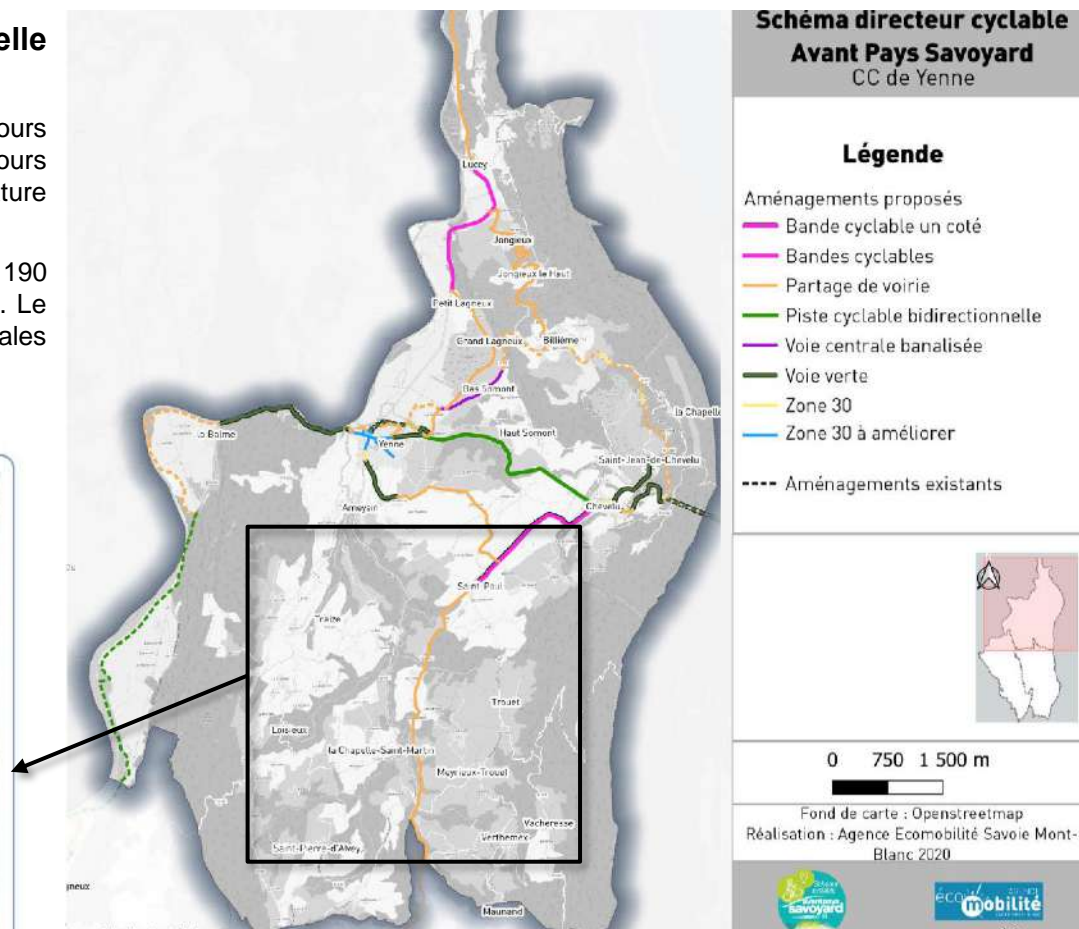 elle
ours
ours
ture
190
. Le
ales
Lucey
Jongieux
Jongieux le Haut
Petit Lagneux
Grand Lagneux
Billième
Bas Somont
la Chapelle
la Balme
Yenne
Haut Somont
Saint-Jean-de-Chevelu
Chevelu
Ameysin
Saint-Paul
Traize
Trouet
Loisieux
la Chapelle-Saint-Martin
Meyrieux-Trouet
Vacheresse
Verthemex
Saint-Pierre-d'Alvey
gneux
Maunand
Schéma directeur cyclable
Avant Pays Savoyard
CC de Yenne
Légende
Aménagements proposés
Bande cyclable un coté
Bandes cyclables
Partage de voirie
Piste cyclable bidirectionnelle
Voie centrale banalisée
Voie verte
Zone 30
Zone 30 à améliorer
Aménagements existants
0 750 1 500 m
Fond de carte : Openstreetmap
Réalisation : Agence Ecomobilité Savoie Mont-
Blanc 2020
savoyard
écomobilité